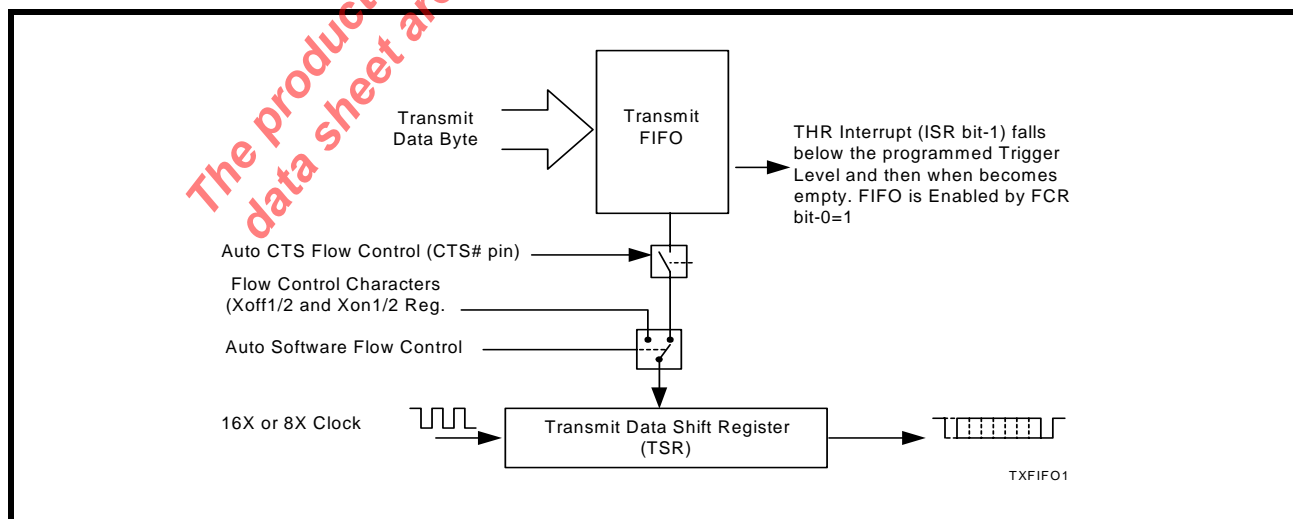 The product
data sheet are
Transmit
Data Byte
Transmit
FIFO
THR Interrupt (ISR bit-1) falls
below the programmed Trigger
Level and then when becomes
empty. FIFO is Enabled by FCR
bit-0=1
Auto CTS Flow Control (CTS# pin)
Flow Control Characters
(Xoff1/2 and Xon1/2 Reg.
Auto Software Flow Control
16X or 8X Clock
Transmit Data Shift Register
(TSR)
TXFIFO1